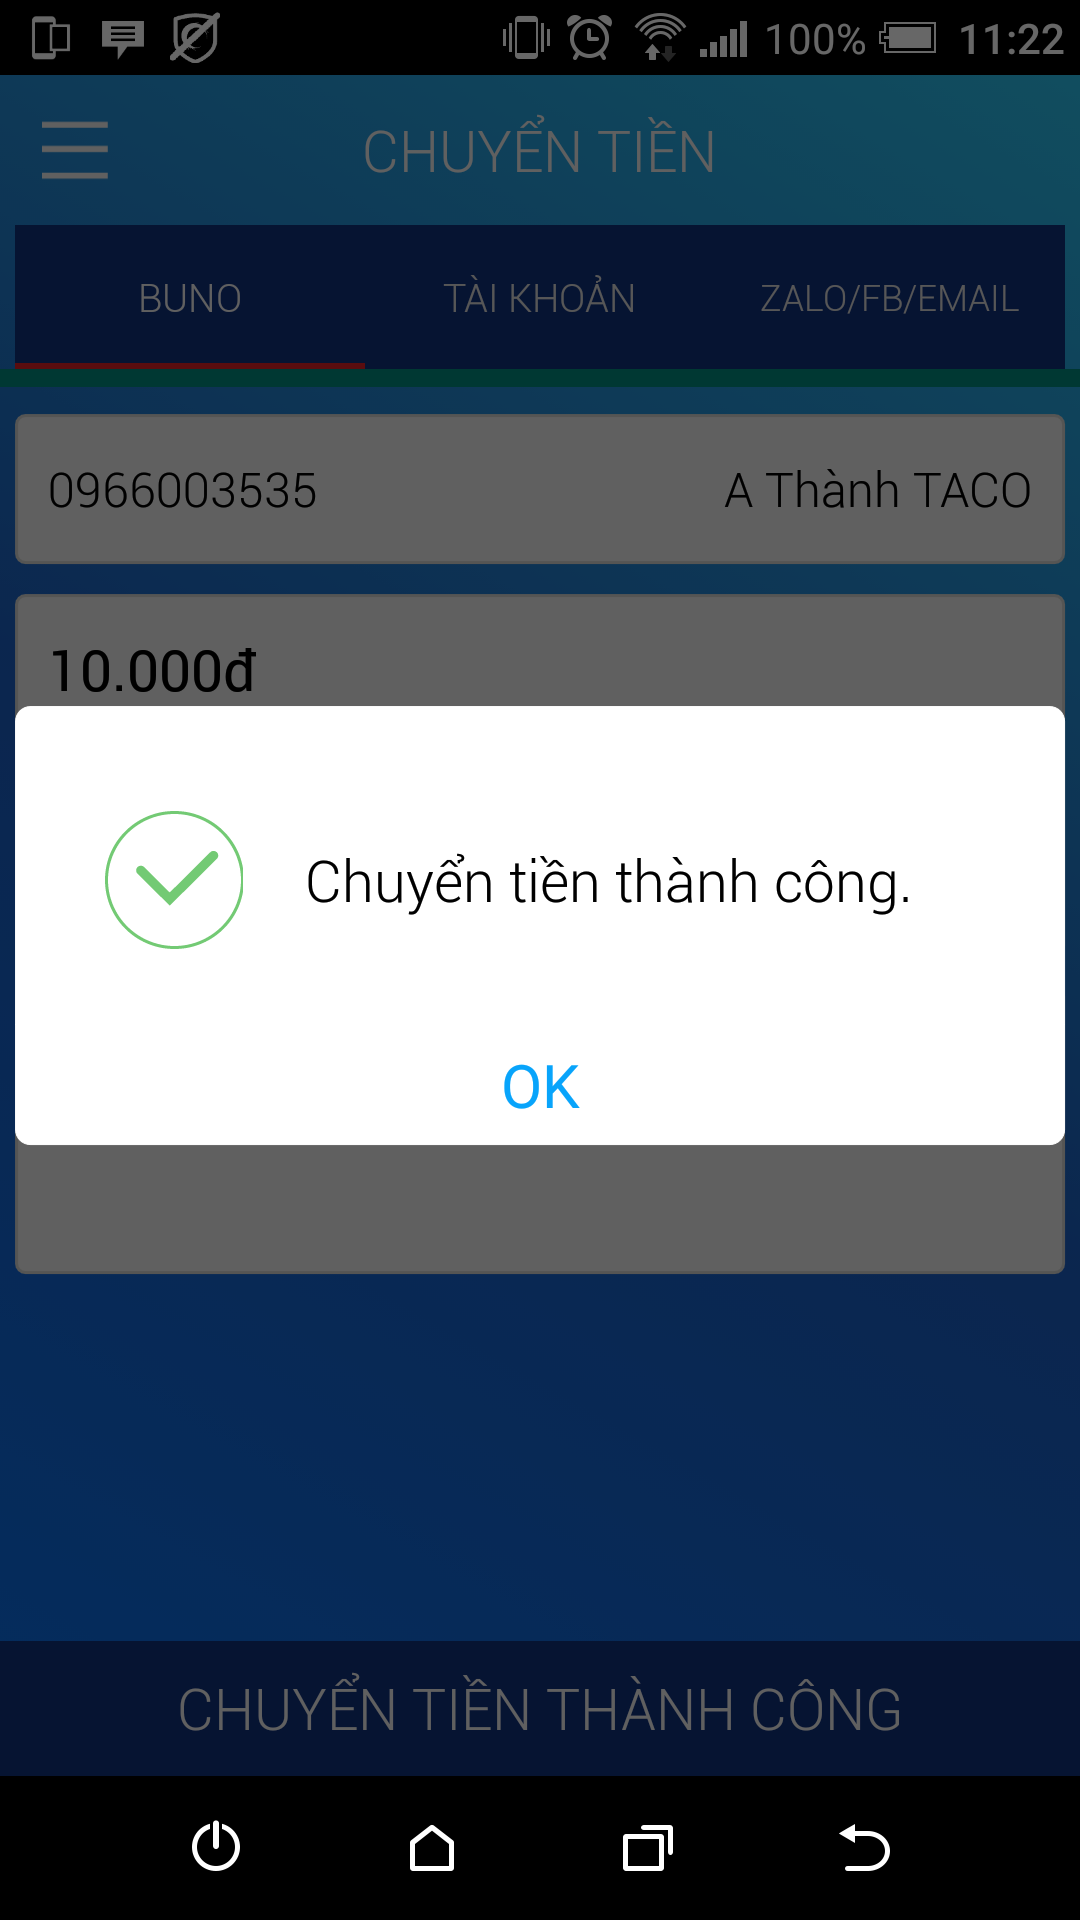 100% 11:22
CHUYỂN TIỀN
BUNO TÀI KHOẢN ZALO/FB/EMAIL
0966003535 A Thành TACO
10.000đ
Chuyển tiền thành công.
OK
CHUYỂN TIỀN THÀNH CÔNG